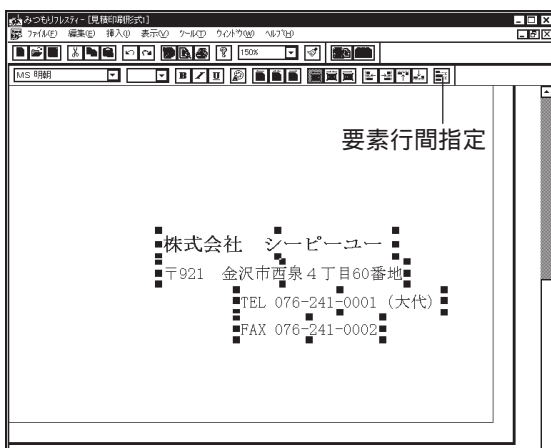 みつもりフレスティー - [見積印刷形式1]
ファイル(F) 編集(E) 挿入(I) 表示(V) ツール(T) ウィンドウ(W) ヘルプ(H)
150%
MS 明朝 B I U
要素行間指定
株式会社 シーピーユー
〒921 金沢市西泉4丁目60番地
TEL 076-241-0001 (大代)
FAX 076-241-0002